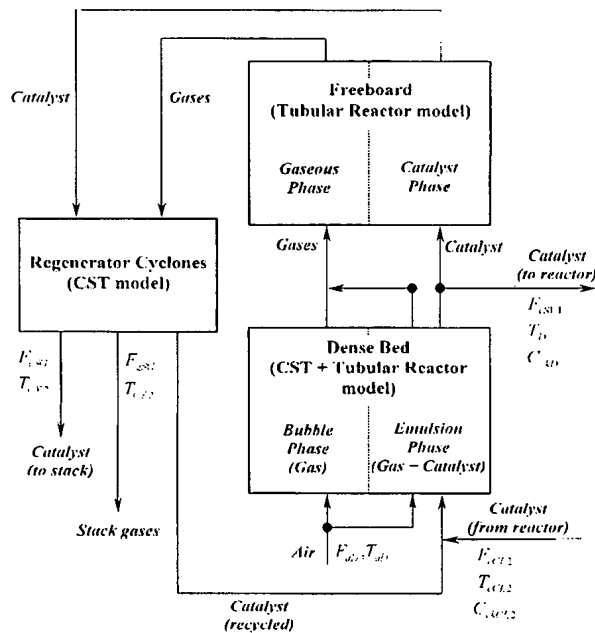 Freeboard
(Tubular Reactor model)
Catalyst
Gases
Gaseous
Phase
Catalyst
Phase
Regenerator Cyclones
(CST model)
Gases
Catalyst
Catalyst
(to reactor)
Dense Bed
(CST + Tubular Reactor
model)
T_D
Bubble
Phase
(Gas)
Emulsion
Phase
(Gas – Catalyst)
Catalyst
(to stack)
Stack gases
Catalyst
(from reactor)
Air
Catalyst
(recycled)